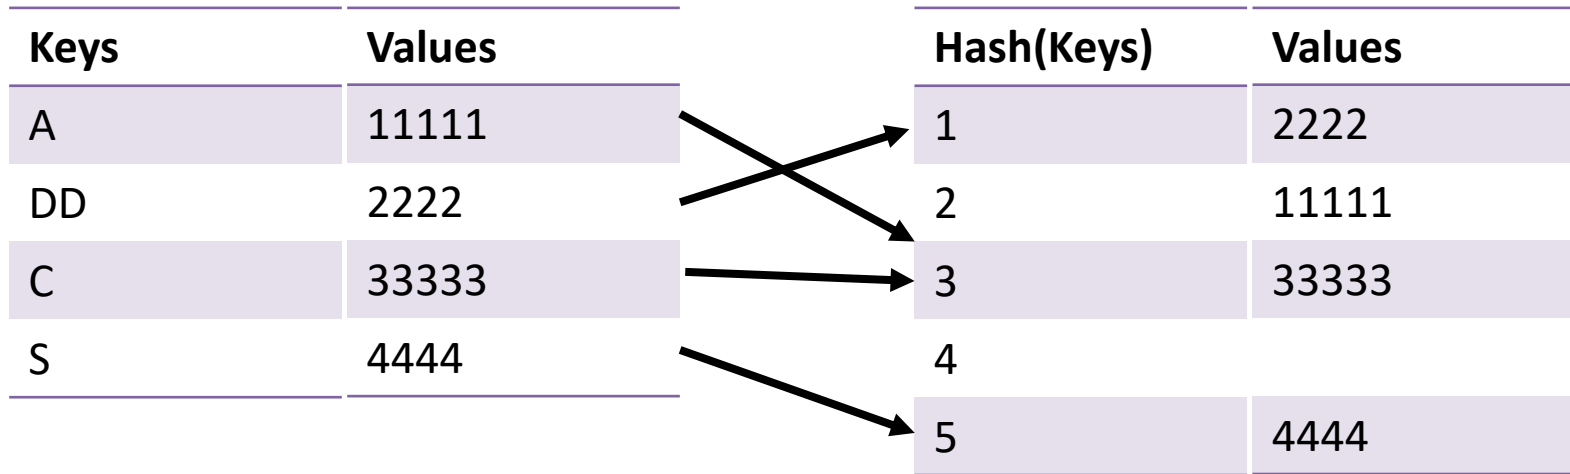 Keys Values Hash(Keys) Values
A 11111 1 2222
DD 2222 2 11111
C 33333 3 33333
S 4444 4
5 4444